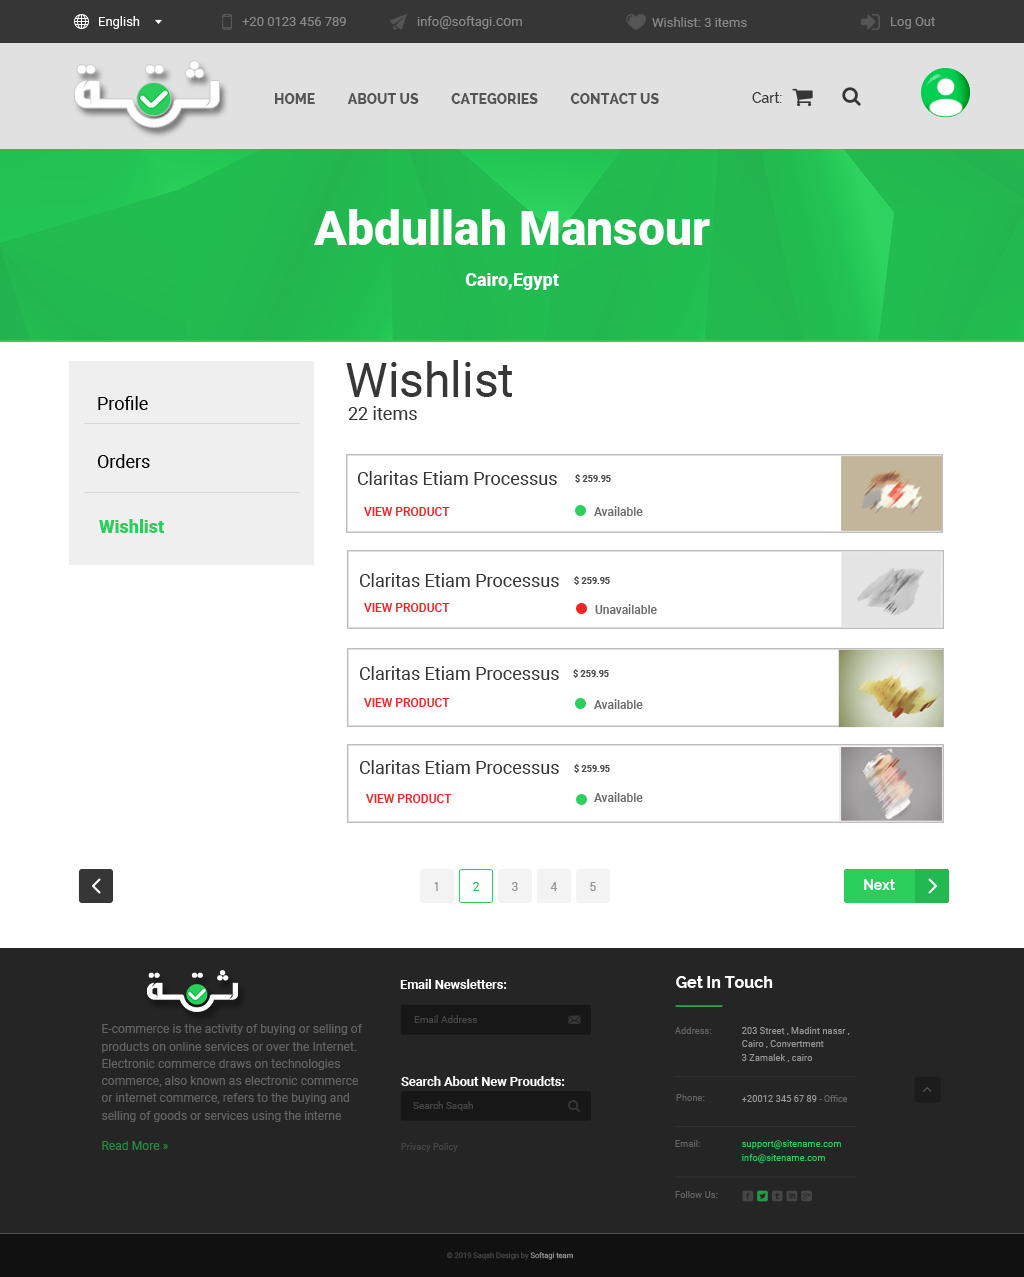 English
+20 0123 456 789
info@softagi.com
Wishlist: 3 items
Log Out
ثقة
HOME
ABOUT US
CATEGORIES
CONTACT US
Cart:
Abdullah Mansour
Cairo,Egypt
Profile
Orders
Wishlist
Wishlist
22 items
Claritas Etiam Processus $ 259.95
VIEW PRODUCT Available
Claritas Etiam Processus $ 259.95
VIEW PRODUCT Unavailable
Claritas Etiam Processus $ 259.95
VIEW PRODUCT Available
Claritas Etiam Processus $ 259.95
VIEW PRODUCT Available
1 2 3 4 5
Next
ثقة
E-commerce is the activity of buying or selling of
products on online services or over the Internet.
Electronic commerce draws on technologies
commerce, also known as electronic commerce
or internet commerce, refers to the buying and
selling of goods or services using the interne
Read More »
Email Newsletters:
Email Address
Search About New Proudcts:
Search Saqah
Privacy Policy
Get In Touch
Address: 203 Street , Madint nassr ,
Cairo , Convertment
3 Zamalek , cairo
Phone: +20012 345 67 89 - Office
Email: support@sitename.com
info@sitename.com
Follow Us:
© 2019 Saqah Design by Softagi team